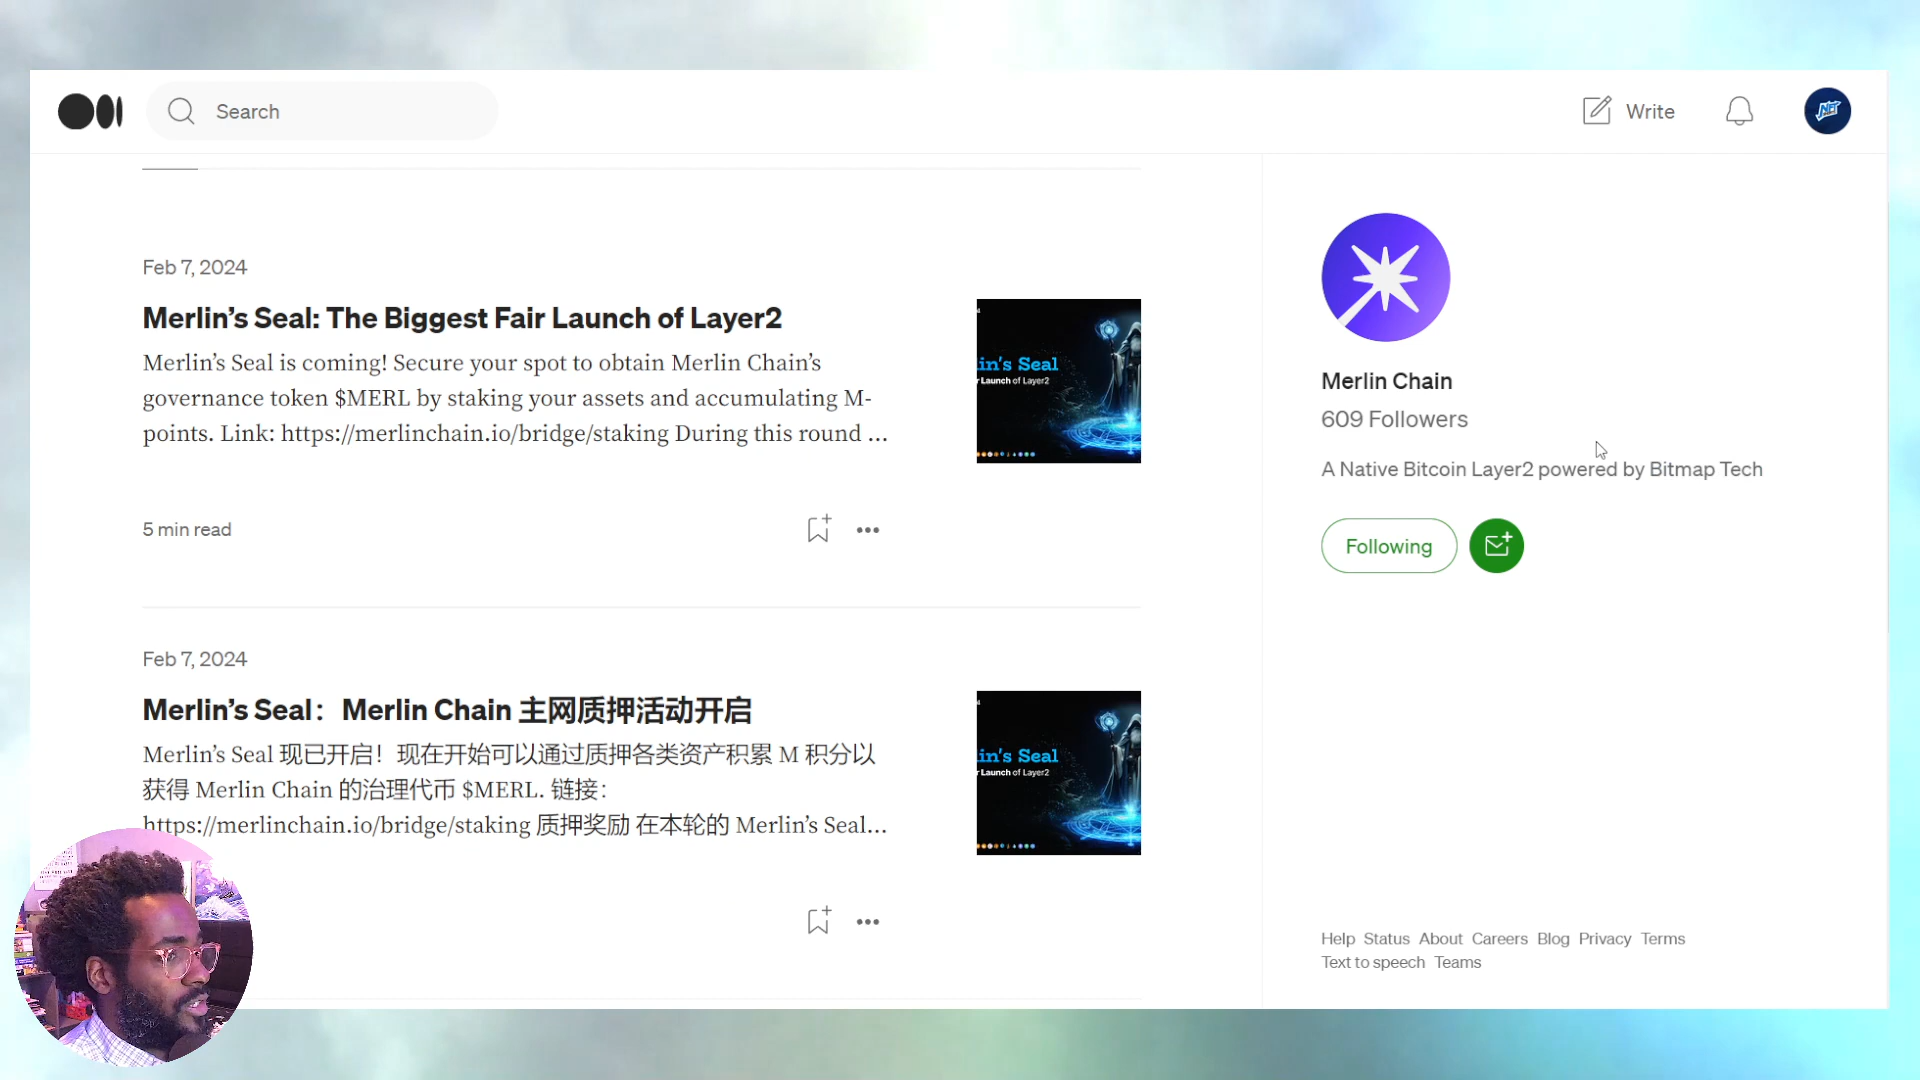 Search
Write
Feb 7, 2024
Merlin’s Seal: The Biggest Fair Launch of Layer2
Merlin’s Seal is coming! Secure your spot to obtain Merlin Chain’s
governance token $MERL by staking your assets and accumulating M-
points. Link: https://merlinchain.io/bridge/staking During this round …
in’s Seal
r Launch of Layer2
5 min read
Feb 7, 2024
Merlin’s Seal：Merlin Chain 主网质押活动开启
Merlin’s Seal 现已开启！现在开始可以通过质押各类资产积累 M 积分以
获得 Merlin Chain 的治理代币 $MERL. 链接：
https://merlinchain.io/bridge/staking 质押奖励 在本轮的 Merlin’s Seal…
in’s Seal
r Launch of Layer2
Merlin Chain
609 Followers
A Native Bitcoin Layer2 powered by Bitmap Tech
Following
Help Status About Careers Blog Privacy Terms
Text to speech Teams